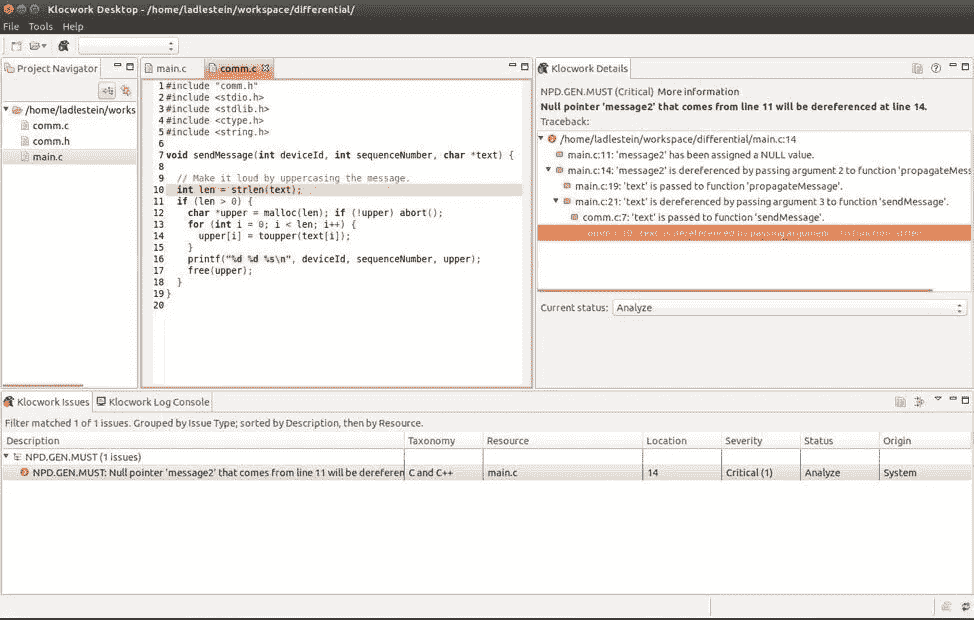 Klocwork Desktop - /home/ladlestein/workspace/differential/
File Tools Help
Project Navigator
/home/ladlestein/works
comm.c
comm.h
main.c
main.c comm.c
1 #include "comm.h"
2 #include <stdio.h>
3 #include <stdlib.h>
4 #include <ctype.h>
5 #include <string.h>
6
7 void sendMessage(int deviceId, int sequenceNumber, char *text) {
8
9 // Make it loud by uppercasing the message.
10 int len = strlen(text);
11 if (len > 0) {
12 char *upper = malloc(len); if (!upper) abort();
13 for (int i = 0; i < len; i++) {
14 upper[i] = toupper(text[i]);
15 }
16 printf("%d %d %s\n", deviceId, sequenceNumber, upper);
17 free(upper);
18 }
19 }
20
Klocwork Details
NPD.GEN.MUST (Critical) More information
Null pointer 'message2' that comes from line 11 will be dereferenced at line 14.
Traceback:
/home/ladlestein/workspace/differential/main.c:14
main.c:11: 'message2' has been assigned a NULL value.
main.c:14: 'message2' is dereferenced by passing argument 2 to function 'propagateMessage'
main.c:19: 'text' is passed to function 'propagateMessage'.
main.c:21: 'text' is dereferenced by passing argument 3 to function 'sendMessage'.
comm.c:7: 'text' is passed to function 'sendMessage'.
text is dereferenced by passing argument to function
Current status: Analyze
Klocwork Issues Klocwork Log Console
Filter matched 1 of 1 issues. Grouped by Issue Type; sorted by Description, then by Resource.
Description Taxonomy Resource Location Severity Status Origin
NPD.GEN.MUST (1 issues)
NPD.GEN.MUST: Null pointer 'message2' that comes from line 11 will be dereferen C and C++ main.c 14 Critical (1) Analyze System